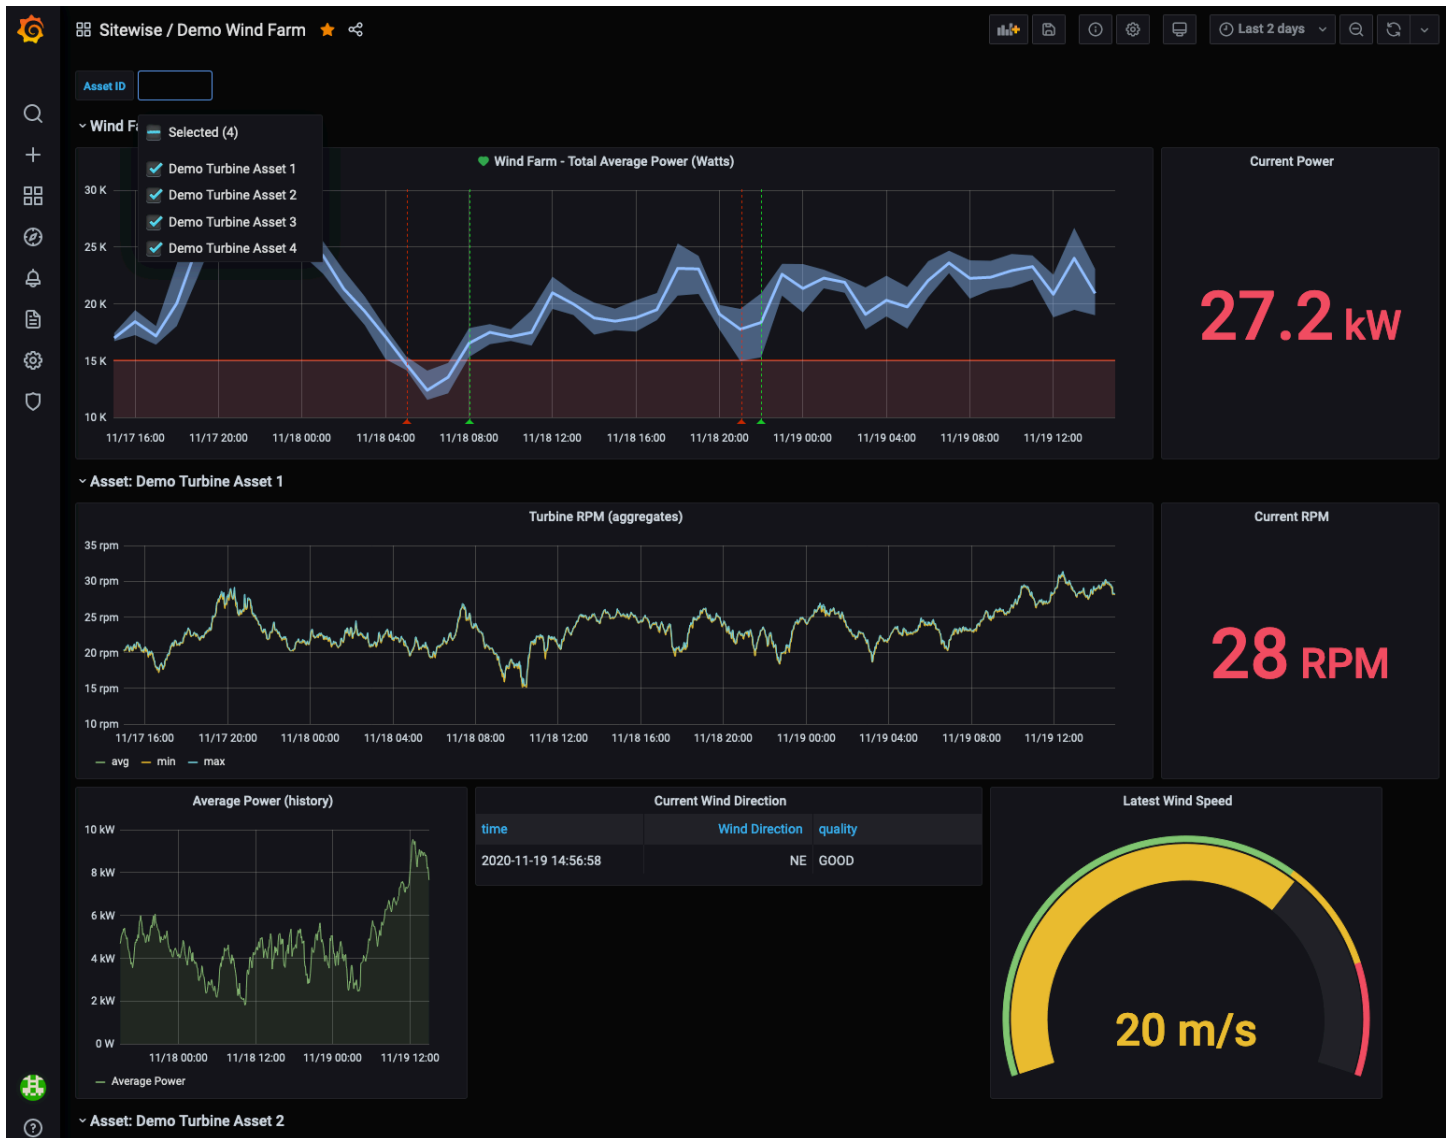 Sitewise / Demo Wind Farm
Last 2 days
Asset ID
Selected (4)
Demo Turbine Asset 1
Demo Turbine Asset 2
Demo Turbine Asset 3
Demo Turbine Asset 4
Wind Fa
Wind Farm - Total Average Power (Watts)
30 K
25 K
20 K
15 K
10 K
11/17 16:00 11/17 20:00 11/18 00:00 11/18 04:00 11/18 08:00 11/18 12:00 11/18 16:00 11/18 20:00 11/19 00:00 11/19 04:00 11/19 08:00 11/19 12:00
Current Power
27.2 kW
Asset: Demo Turbine Asset 1
Turbine RPM (aggregates)
35 rpm
30 rpm
25 rpm
20 rpm
15 rpm
10 rpm
11/17 16:00 11/17 20:00 11/18 00:00 11/18 04:00 11/18 08:00 11/18 12:00 11/18 16:00 11/18 20:00 11/19 00:00 11/19 04:00 11/19 08:00 11/19 12:00
avg min max
Current RPM
28 RPM
Average Power (history)
10 kW
8 kW
6 kW
4 kW
2 kW
0 W
11/18 00:00 11/18 12:00 11/19 00:00 11/19 12:00
Average Power
Current Wind Direction
time Wind Direction quality
2020-11-19 14:56:58 NE GOOD
Latest Wind Speed
20 m/s
Asset: Demo Turbine Asset 2